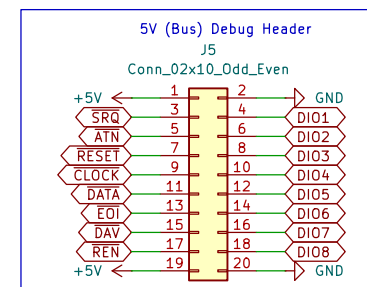 5V (Bus) Debug Header
J5
Conn_02x10_Odd_Even
+5V 1 2 GND
SRQ 3 4 DIO1
ATN 5 6 DIO2
RESET 7 8 DIO3
CLOCK 9 10 DIO4
DATA 11 12 DIO5
EOI 13 14 DIO6
DAV 15 16 DIO7
REN 17 18 DIO8
+5V 19 20 GND